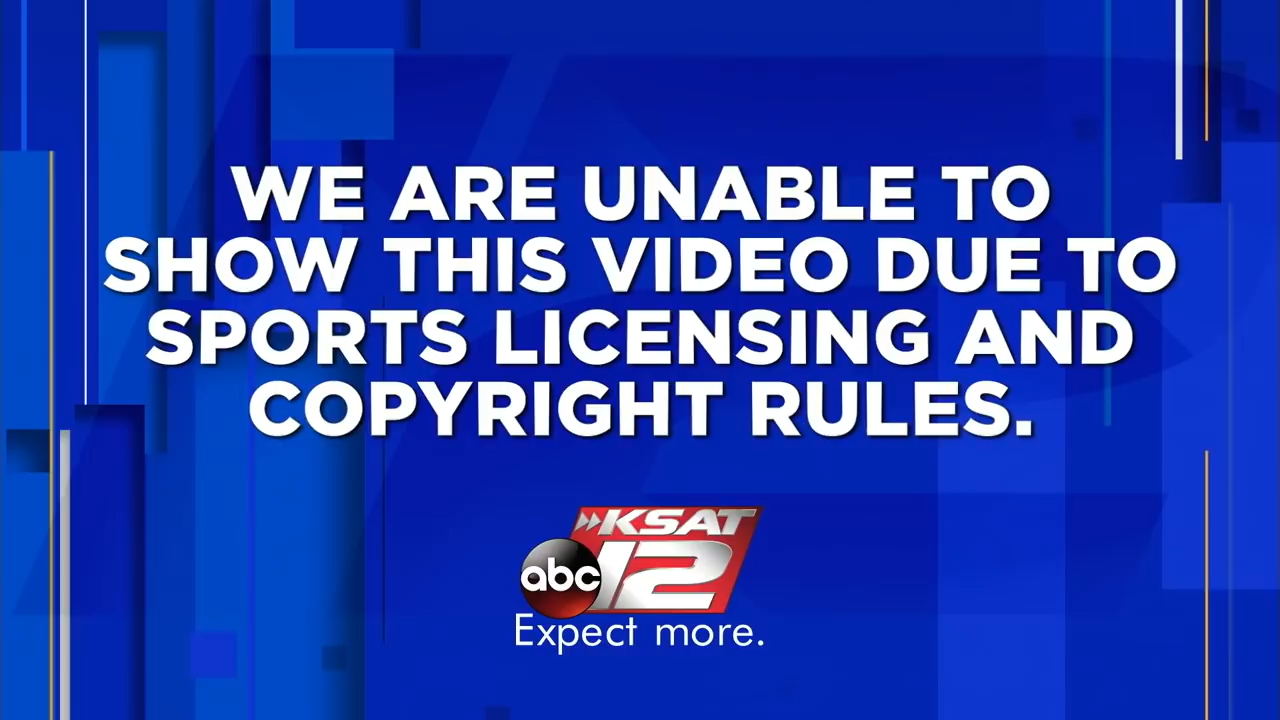 WE ARE UNABLE TO
SHOW THIS VIDEO DUE TO
SPORTS LICENSING AND
COPYRIGHT RULES.
KSAT
abc 12
Expect more.